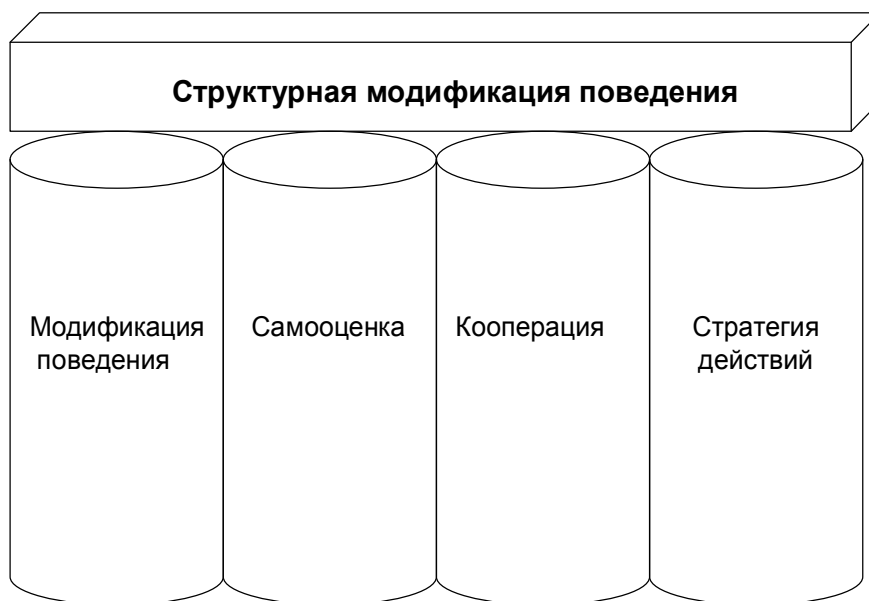 Структурная модификация поведения
Модификация
поведения
Самооценка
Кооперация
Стратегия
действий